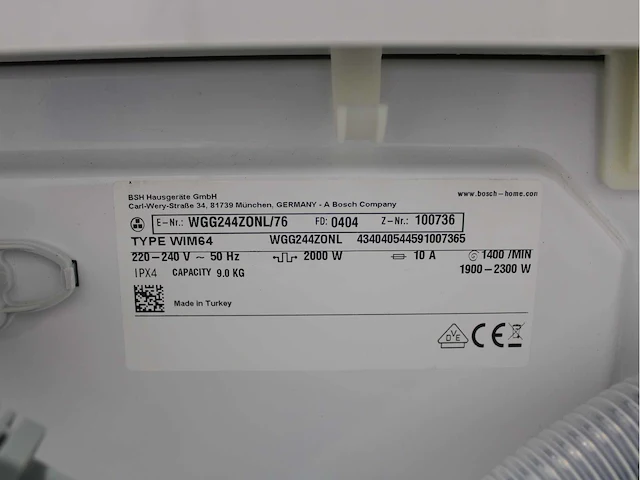 BSH Hausgeräte GmbH
Carl-Wery-Straße 34, 81739 München, GERMANY - A Bosch Company
www.bosch-home.com
E-Nr.: WGG244ZONL/76 FD: 0404 Z-Nr.: 100736
TYPE WIM64 WGG244ZONL 434040544591007365
220-240 V ~ 50 Hz 2000 W 10 A 1400 /MIN
IPX4 CAPACITY 9.0 KG 1900-2300 W
Made in Turkey
DVE CE